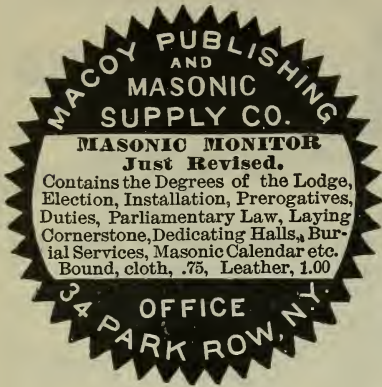 MACOY PUBLISHING
AND
MASONIC
SUPPLY CO.
MASONIC MONITOR
Just Revised.
Contains the Degrees of the Lodge,
Election, Installation, Prerogatives,
Duties, Parliamentary Law, Laying
Cornerstone, Dedicating Halls, Bur-
ial Services, Masonic Calendar etc.
Bound, cloth, .75, Leather, 1.00
OFFICE
34 PARK ROW, N.Y.